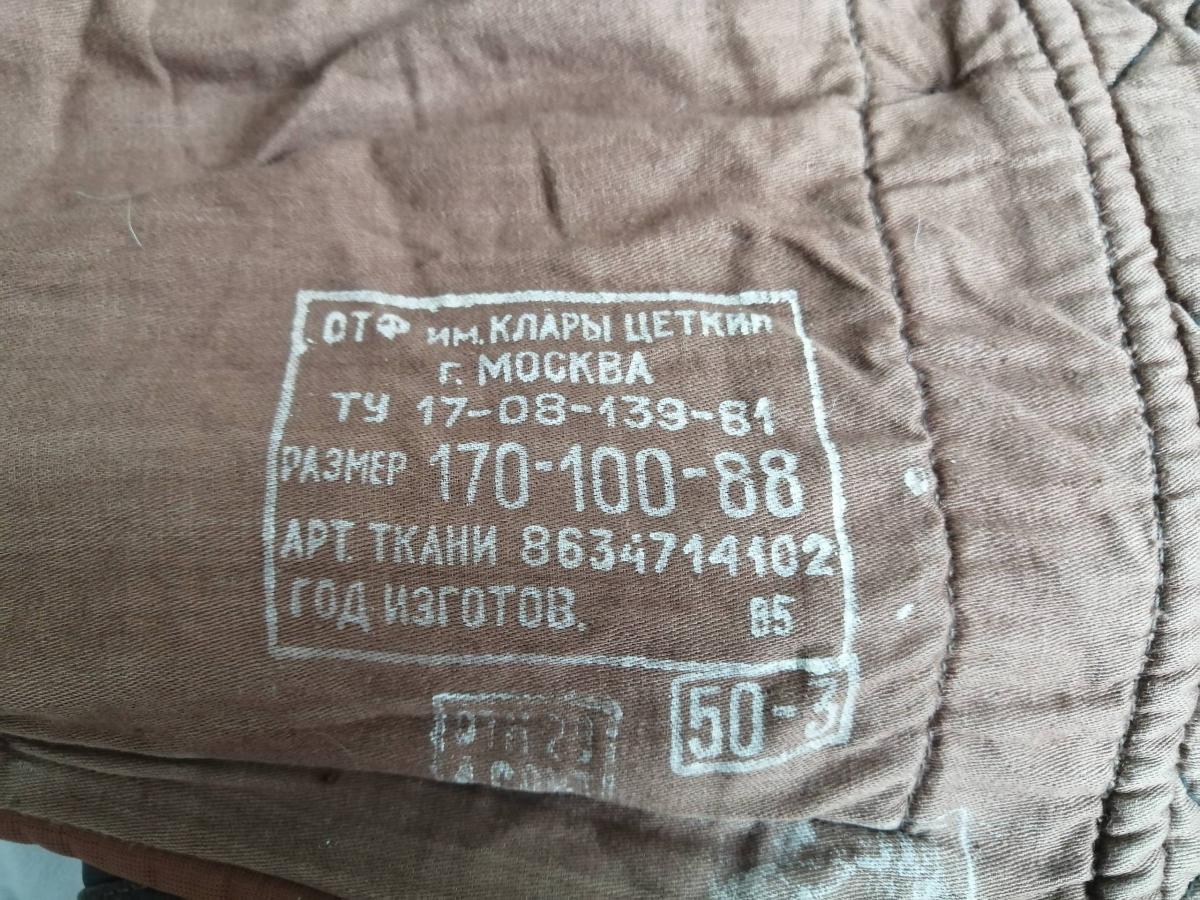 ОТФ им. КЛАРЫ ЦЕТКИН
г. МОСКВА
ТУ 17-08-139-81
РАЗМЕР 170-100-88
АРТ. ТКАНИ 8634714102
ГОД ИЗГОТОВ. 85
50-3